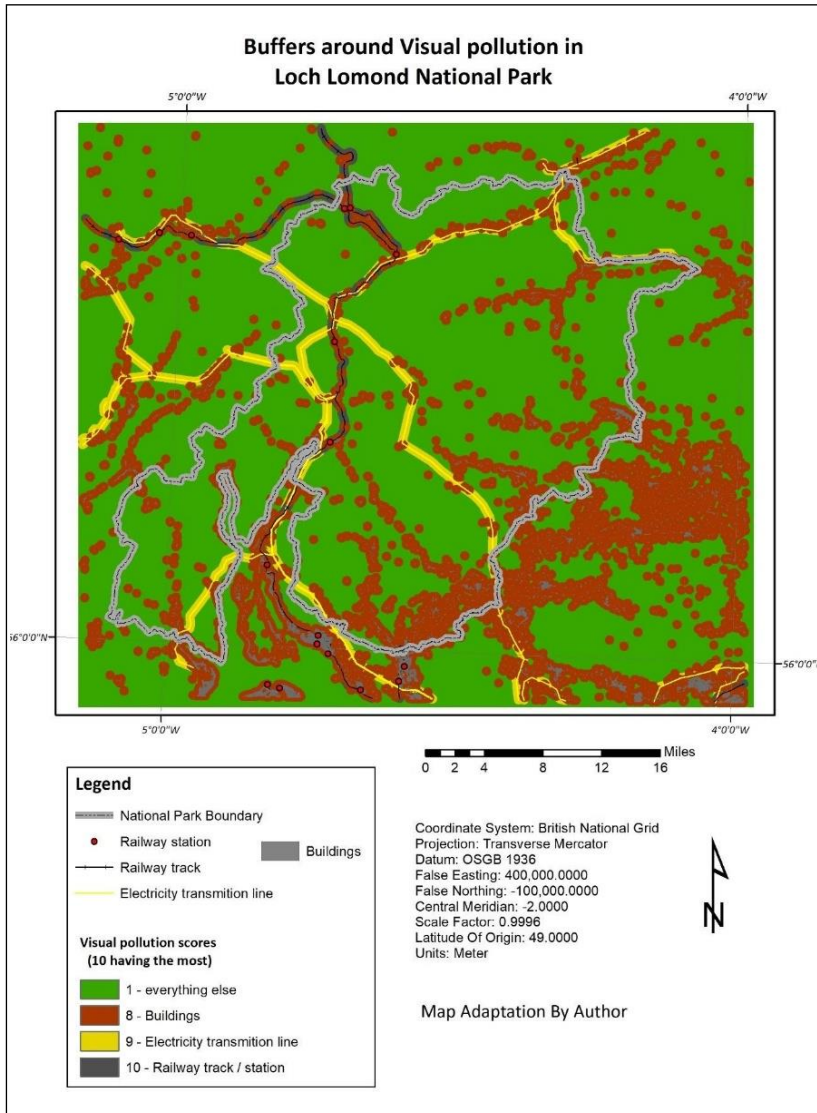 Buffers around Visual pollution in
Loch Lomond National Park
5°0'0"W
4°0'0"W
56°0'0"N
56°0'0"N
5°0'0"W
4°0'0"W
Miles
0 2 4 8 12 16
Legend
National Park Boundary
Railway station
Buildings
Railway track
Electricity transmition line
Visual pollution scores
(10 having the most)
1 - everything else
8 - Buildings
9 - Electricity transmition line
10 - Railway track / station
Coordinate System: British National Grid
Projection: Transverse Mercator
Datum: OSGB 1936
False Easting: 400,000.0000
False Northing: -100,000.0000
Central Meridian: -2.0000
Scale Factor: 0.9996
Latitude Of Origin: 49.0000
Units: Meter
N
Map Adaptation By Author